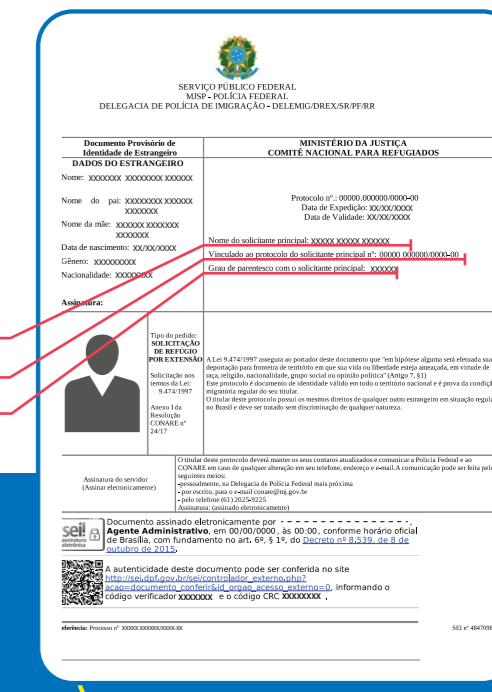 SERVIÇO PÚBLICO FEDERAL
MJSP - POLÍCIA FEDERAL
DELEGACIA DE POLÍCIA DE IMIGRAÇÃO - DELEMIG/DREX/SR/PF/RR
Documento Provisório de
Identidade de Estrangeiro
MINISTÉRIO DA JUSTIÇA
COMITÊ NACIONAL PARA REFUGIADOS
DADOS DO ESTRANGEIRO
Nome: XXXXXXX XXXXXXX XXXXXX
Nome do pai: XXXXXXXX XXXXXX
XXXXXXX
Nome da mãe: XXXXXX XXXXXXX
XXXXXXX
Data de nascimento: XX/XX/XXXX
Gênero: XXXXXXXXX
Nacionalidade: XXXXXXXX
Assinatura:
Protocolo nº.: 00000.000000/0000-00
Data de Expedição: XX/XX/XXXX
Data de Validade: XX/XX/XXXX
Nome do solicitante principal: XXXXX XXXXX XXXXXX
Vinculado ao protocolo do solicitante principal nº: 00000 000000/0000-00
Grau de parentesco com o solicitante principal: XXXXXX
Tipo do pedido:
SOLICITAÇÃO
DE REFÚGIO
POR EXTENSÃO
Solicitação nos
termos da Lei:
9.474/1997
Anexo I da
Resolução
CONARE nº
24/17
A Lei 9.474/1997 assegura ao portador deste documento que "em hipótese alguma será efetuada sua
deportação para fronteira de território em que sua vida ou liberdade esteja ameaçada, em virtude de
raça, religião, nacionalidade, grupo social ou opinião política" (Artigo 7, §1)
Este protocolo é documento de identidade válido em todo o território nacional e é prova da condição
migratória regular do seu titular.
O titular deste protocolo possui os mesmos direitos de qualquer outro estrangeiro em situação regular
no Brasil e deve ser tratado sem discriminação de qualquer natureza.
Assinatura do servidor
(Assinar eletronicamente)
O titular deste protocolo deverá manter os seus contatos atualizados e comunicar a Polícia Federal e ao
CONARE em caso de qualquer alteração em seu telefone, endereço e e-mail.A comunicação pode ser feita pelos
seguintes meios:
-pessoalmente, na Delegacia de Polícia Federal mais próxima
- por escrito, para o e-mail conare@mj.gov.br
- pelo telefone (61) 2025-9225
Assinatura: (assinado eletronicamente)
sei!
assinatura
eletrônica
Documento assinado eletronicamente por - - - - - - - - - - - - - - - - ,
Agente Administrativo, em 00/00/0000, às 00:00, conforme horário oficial
de Brasília, com fundamento no art. 6º, § 1º, do Decreto nº 8.539, de 8 de
outubro de 2015.
A autenticidade deste documento pode ser conferida no site
http://sei.dpf.gov.br/sei/controlador_externo.php?
acao=documento_conferir&id_orgao_acesso_externo=0, informando o
código verificador XXXXXXX e o código CRC XXXXXXXX .
eferência: Processo nº XXXXX.XXXXXX/XXXX-XX
SEI nº 4847098